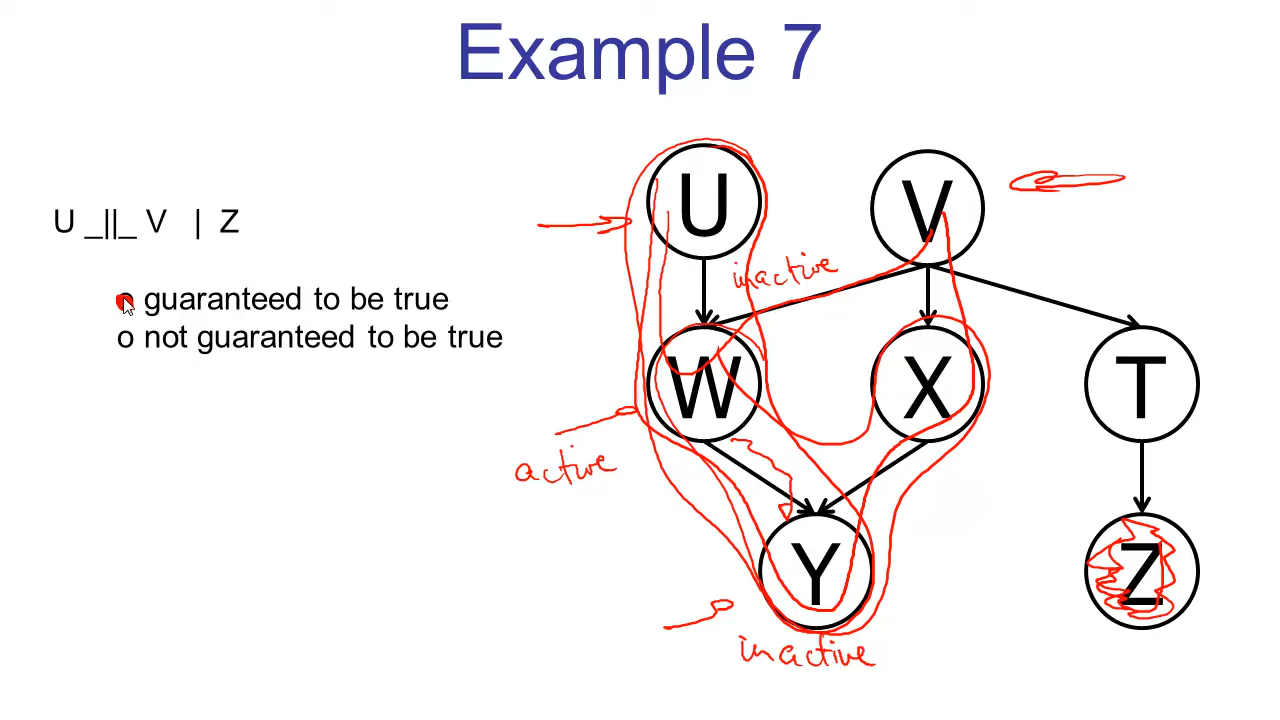 Example 7
U _||_ V | Z
o guaranteed to be true
o not guaranteed to be true
U
V
inactive
W
X
T
active
Y
Z
inactive